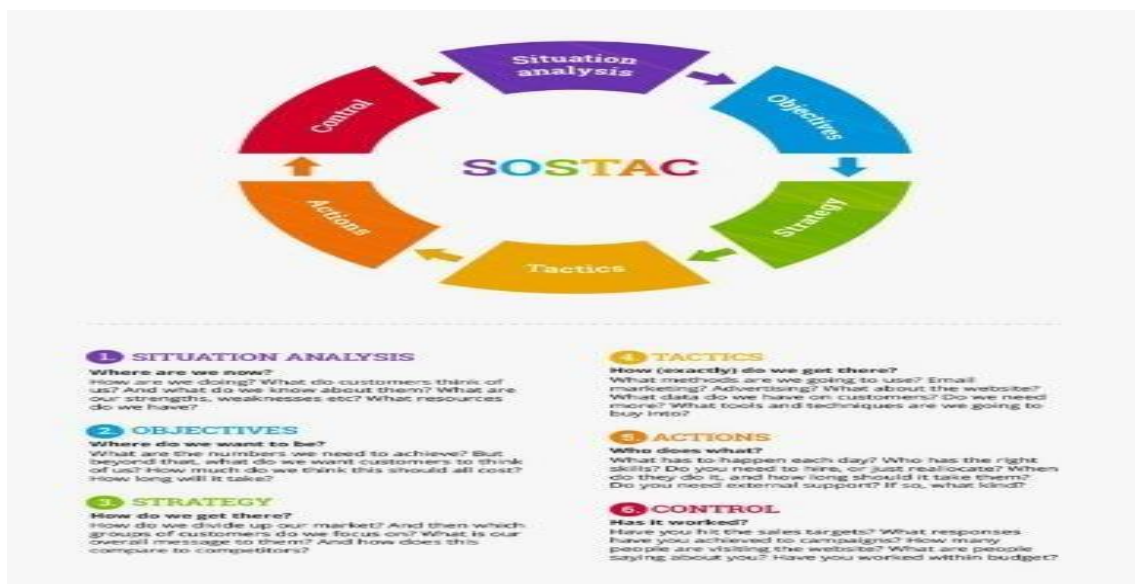 Situation
analysis
Objectives
Strategy
Tactics
Actions
Control
SOSTAC
1. SITUATION ANALYSIS
Where are we now?
How are we doing? What do customers think of
us? And what do we know about them? What are
our strengths, weaknesses etc? What resources
do we have?
2. OBJECTIVES
Where do we want to be?
What are the numbers we need to achieve? But
beyond that, what do we want customers to think
of us? How much do we think this should all cost?
How long will it take?
3. STRATEGY
How do we get there?
How do we divide up our market? And then which
groups of customers do we focus on? What is our
overall message to them? And how does this
compare to competitors?
4. TACTICS
How (exactly) do we get there?
What methods are we going to use? Email
marketing? Advertising? What about the website?
What data do we have on customers? Do we need
more? What tools and techniques are we going to
buy into?
5. ACTIONS
Who does what?
What has to happen each day? Who has the right
skills? Do you need to hire, or just reallocate? When
do they do it, and how long should it take them?
Do you need external support? If so, what kind?
6. CONTROL
Has it worked?
Have you hit the sales targets? What responses
have you achieved to campaigns? How many
people are visiting the website? What are people
saying about you? Have you worked within budget?